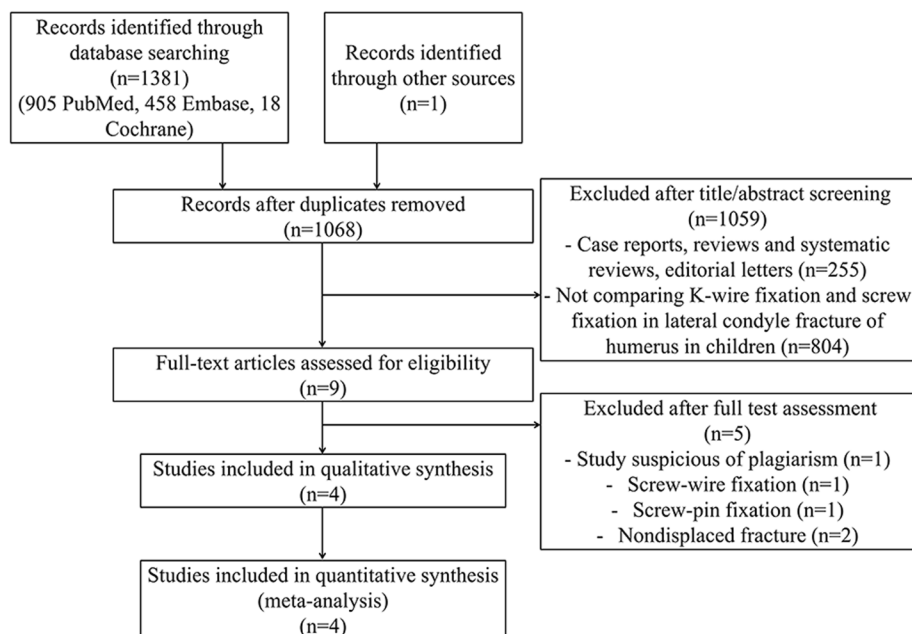 Records identified through
database searching
(n=1381)
(905 PubMed, 458 Embase, 18
Cochrane)
Records identified
through other sources
(n=1)
Records after duplicates removed
(n=1068)
Excluded after title/abstract screening
(n=1059)
- Case reports, reviews and systematic
reviews, editorial letters (n=255)
- Not comparing K-wire fixation and screw
fixation in lateral condyle fracture of
humerus in children (n=804)
Full-text articles assessed for eligibility
(n=9)
Excluded after full test assessment
(n=5)
- Study suspicious of plagiarism (n=1)
- Screw-wire fixation (n=1)
- Screw-pin fixation (n=1)
- Nondisplaced fracture (n=2)
Studies included in qualitative synthesis
(n=4)
Studies included in quantitative synthesis
(meta-analysis)
(n=4)